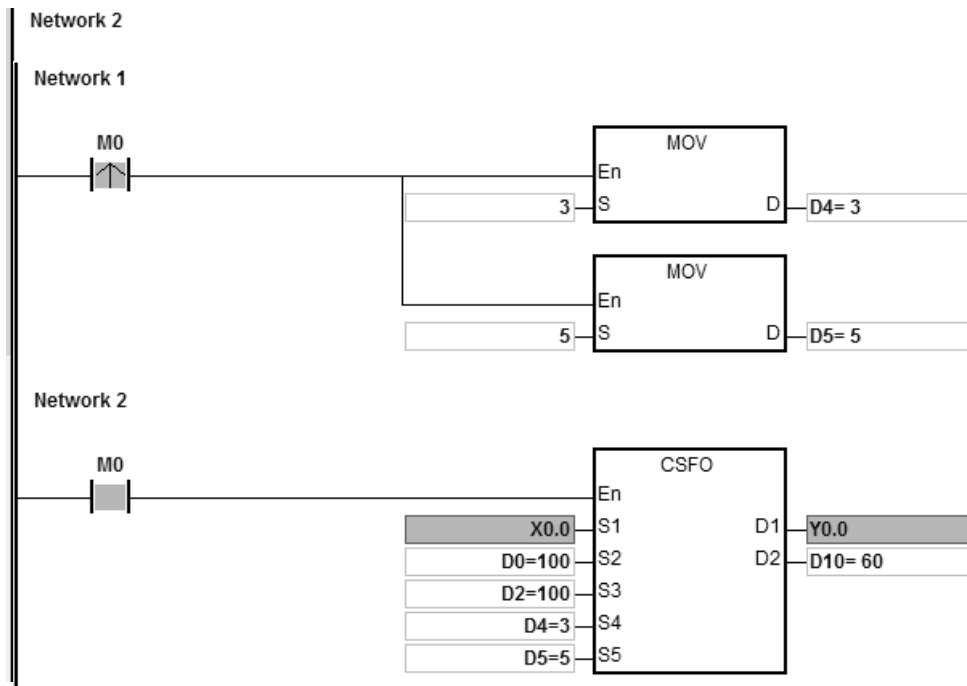 Network 2
Network 1
M0
MOV
En
3 S D D4= 3
MOV
En
5 S D D5= 5
Network 2
M0
CSFO
En
X0.0 S1 D1 Y0.0
D0=100 S2 D2 D10= 60
D2=100 S3
D4=3 S4
D5=5 S5